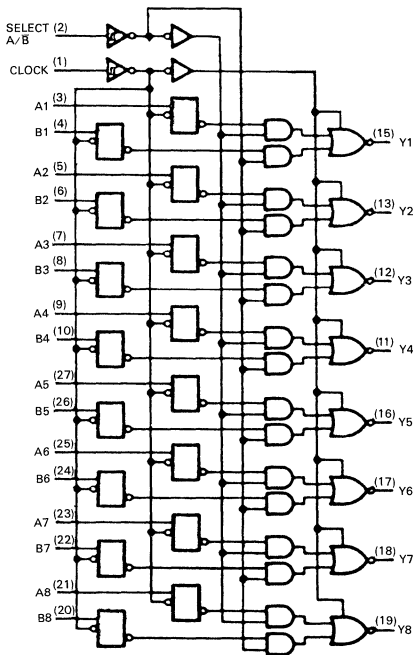 SELECT (2)
A/B̅
CLOCK (1)
A1 (3)
B1 (4)
(15) Y1
A2 (5)
B2 (6)
(13) Y2
A3 (7)
B3 (8)
(12) Y3
A4 (9)
B4 (10)
(11) Y4
A5 (27)
B5 (26)
(16) Y5
A6 (25)
B6 (24)
(17) Y6
A7 (23)
B7 (22)
(18) Y7
A8 (21)
B8 (20)
(19) Y8